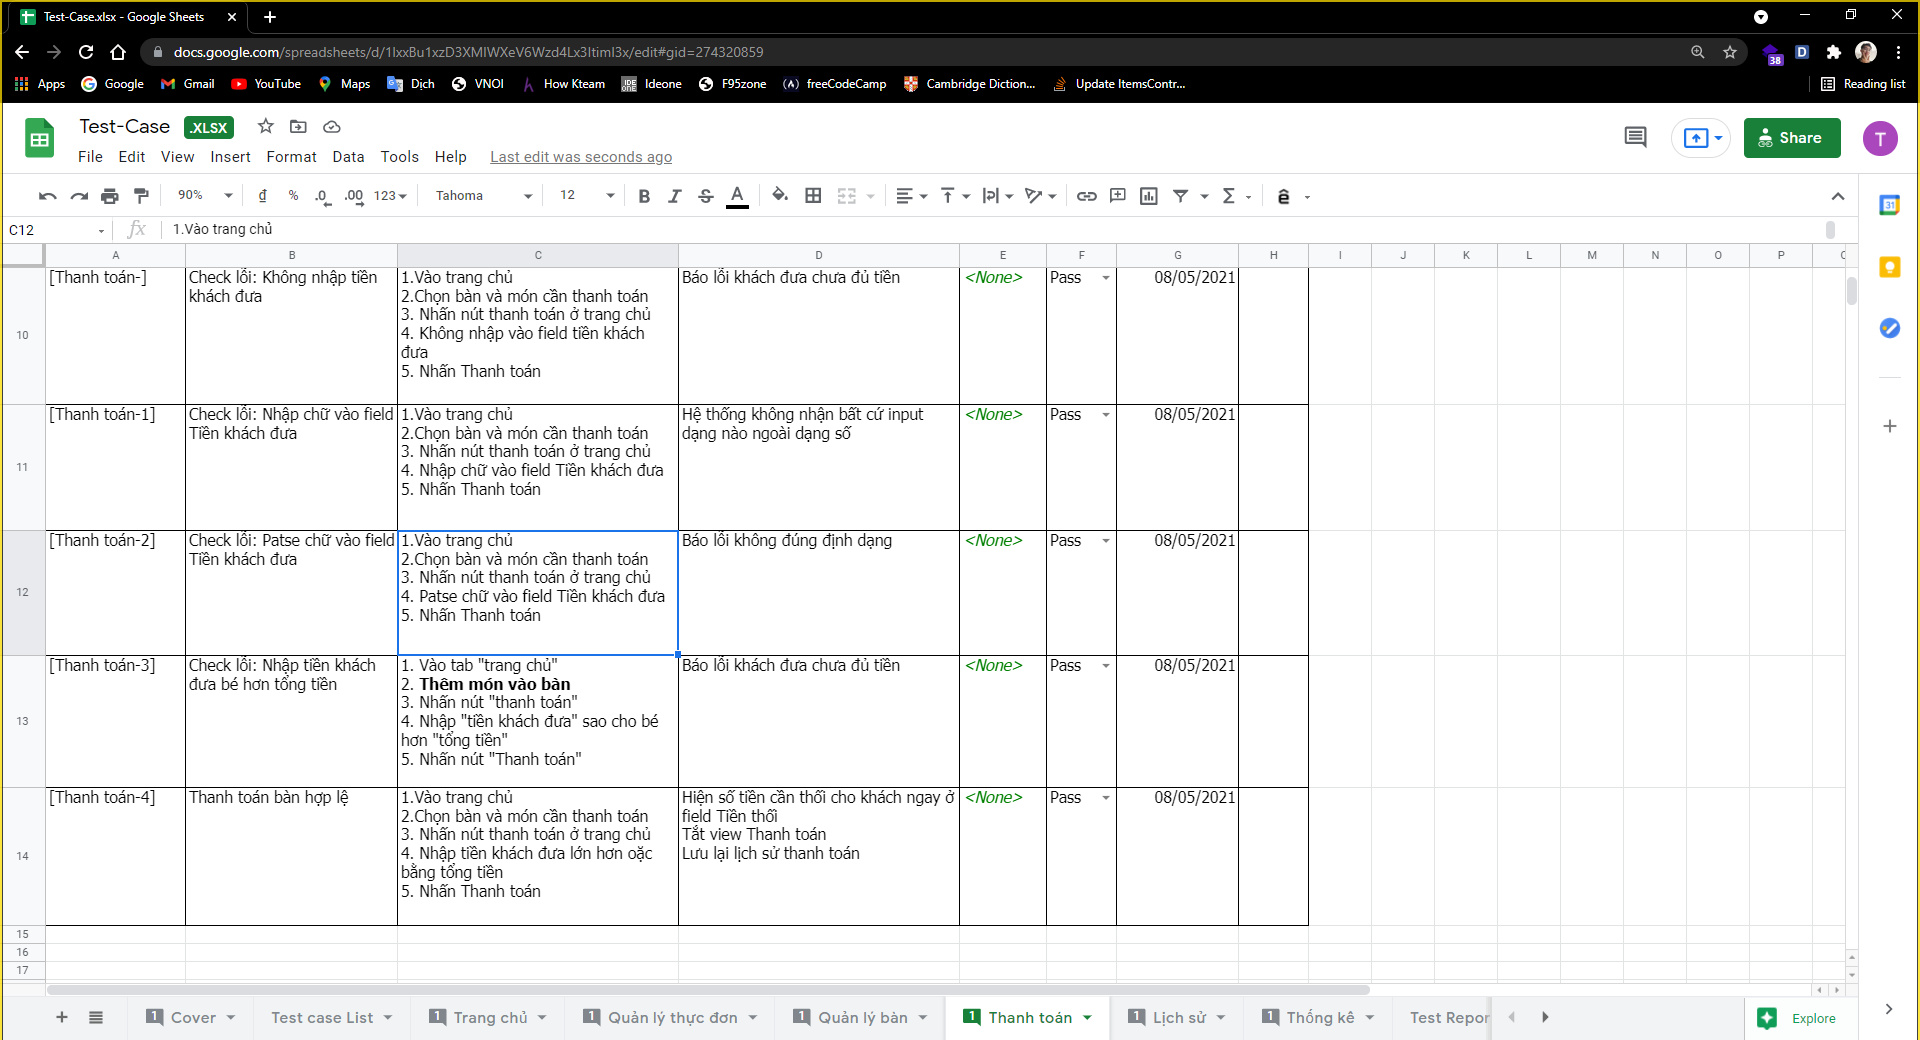 Test-Case.xlsx - Google Sheets
docs.google.com/spreadsheets/d/1IxxBu1xzD3XMIWXeV6Wzd4Lx3ItimI3x/edit#gid=274320859
38
Apps Google Gmail YouTube Maps Dịch VNOI How Kteam Ideone F95zone freeCodeCamp Cambridge Diction... Update ItemsContr... Reading list
Test-Case .XLSX
Share
T
File Edit View Insert Format Data Tools Help Last edit was seconds ago
90% đ % .0 .00 123 Tahoma 12 B I S A
C12 fx 1.Vào trang chủ
A B C D E F G H I J K L M N O P
10
[Thanh toán-]
Check lỗi: Không nhập tiền
khách đưa
1.Vào trang chủ
2.Chọn bàn và món cần thanh toán
3. Nhấn nút thanh toán ở trang chủ
4. Không nhập vào field tiền khách
đưa
5. Nhấn Thanh toán
Báo lỗi khách đưa chưa đủ tiền
<None>
Pass
08/05/2021
11
[Thanh toán-1]
Check lỗi: Nhập chữ vào field
Tiền khách đưa
1.Vào trang chủ
2.Chọn bàn và món cần thanh toán
3. Nhấn nút thanh toán ở trang chủ
4. Nhập chữ vào field Tiền khách đưa
5. Nhấn Thanh toán
Hệ thống không nhận bất cứ input
dạng nào ngoài dạng số
<None>
Pass
08/05/2021
12
[Thanh toán-2]
Check lỗi: Patse chữ vào field
Tiền khách đưa
1.Vào trang chủ
2.Chọn bàn và món cần thanh toán
3. Nhấn nút thanh toán ở trang chủ
4. Patse chữ vào field Tiền khách đưa
5. Nhấn Thanh toán
Báo lỗi không đúng định dạng
<None>
Pass
08/05/2021
13
[Thanh toán-3]
Check lỗi: Nhập tiền khách
đưa bé hơn tổng tiền
1. Vào tab "trang chủ"
2. Thêm món vào bàn
3. Nhấn nút "thanh toán"
4. Nhập "tiền khách đưa" sao cho bé
hơn "tổng tiền"
5. Nhấn nút "Thanh toán"
Báo lỗi khách đưa chưa đủ tiền
<None>
Pass
08/05/2021
14
[Thanh toán-4]
Thanh toán bàn hợp lệ
1.Vào trang chủ
2.Chọn bàn và món cần thanh toán
3. Nhấn nút thanh toán ở trang chủ
4. Nhập tiền khách đưa lớn hơn oặc
bằng tổng tiền
5. Nhấn Thanh toán
Hiện số tiền cần thối cho khách ngay ở
field Tiền thối
Tắt view Thanh toán
Lưu lại lịch sử thanh toán
<None>
Pass
08/05/2021
15
16
17
1 Cover Test case List 1 Trang chủ 1 Quản lý thực đơn 1 Quản lý bàn 1 Thanh toán 1 Lịch sử 1 Thống kê Test Repor Explore